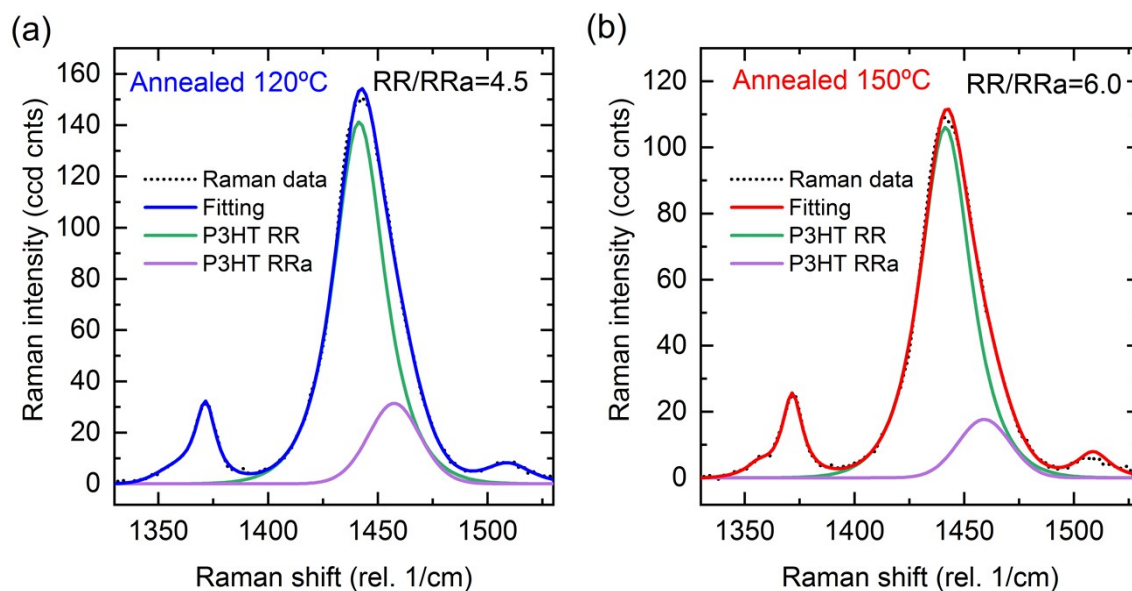 (a)
Annealed 120ºC
RR/RRa=4.5
Raman data
Fitting
P3HT RR
P3HT RRa
Raman intensity (ccd cnts)
160
140
120
100
80
60
40
20
0
1350
1400
1450
1500
Raman shift (rel. 1/cm)
(b)
Annealed 150ºC
RR/RRa=6.0
Raman data
Fitting
P3HT RR
P3HT RRa
Raman intensity (ccd cnts)
120
100
80
60
40
20
0
1350
1400
1450
1500
Raman shift (rel. 1/cm)